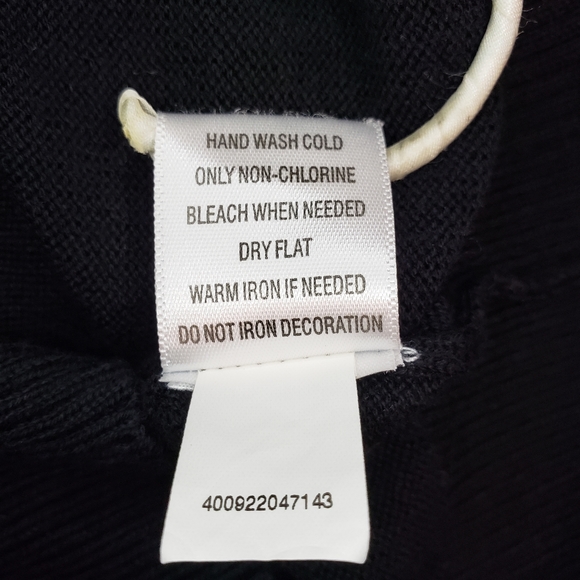 HAND WASH COLD
ONLY NON-CHLORINE
BLEACH WHEN NEEDED
DRY FLAT
WARM IRON IF NEEDED
DO NOT IRON DECORATION
400922047143